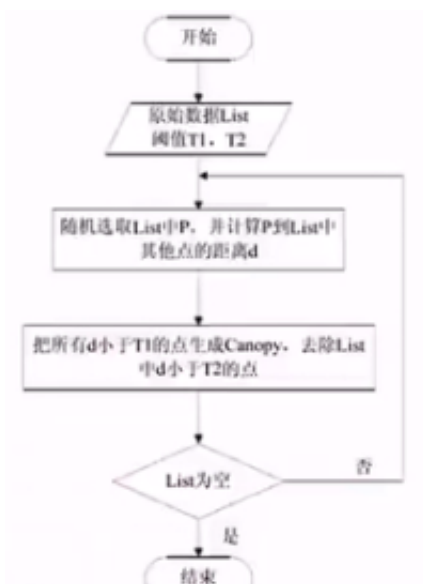 开始
原始数据List
阈值T1，T2
随机选取List中P，并计算P到List中
其他点的距离d
把所有d小于T1的点生成Canopy，去除List
中d小于T2的点
List为空
否
是
结束